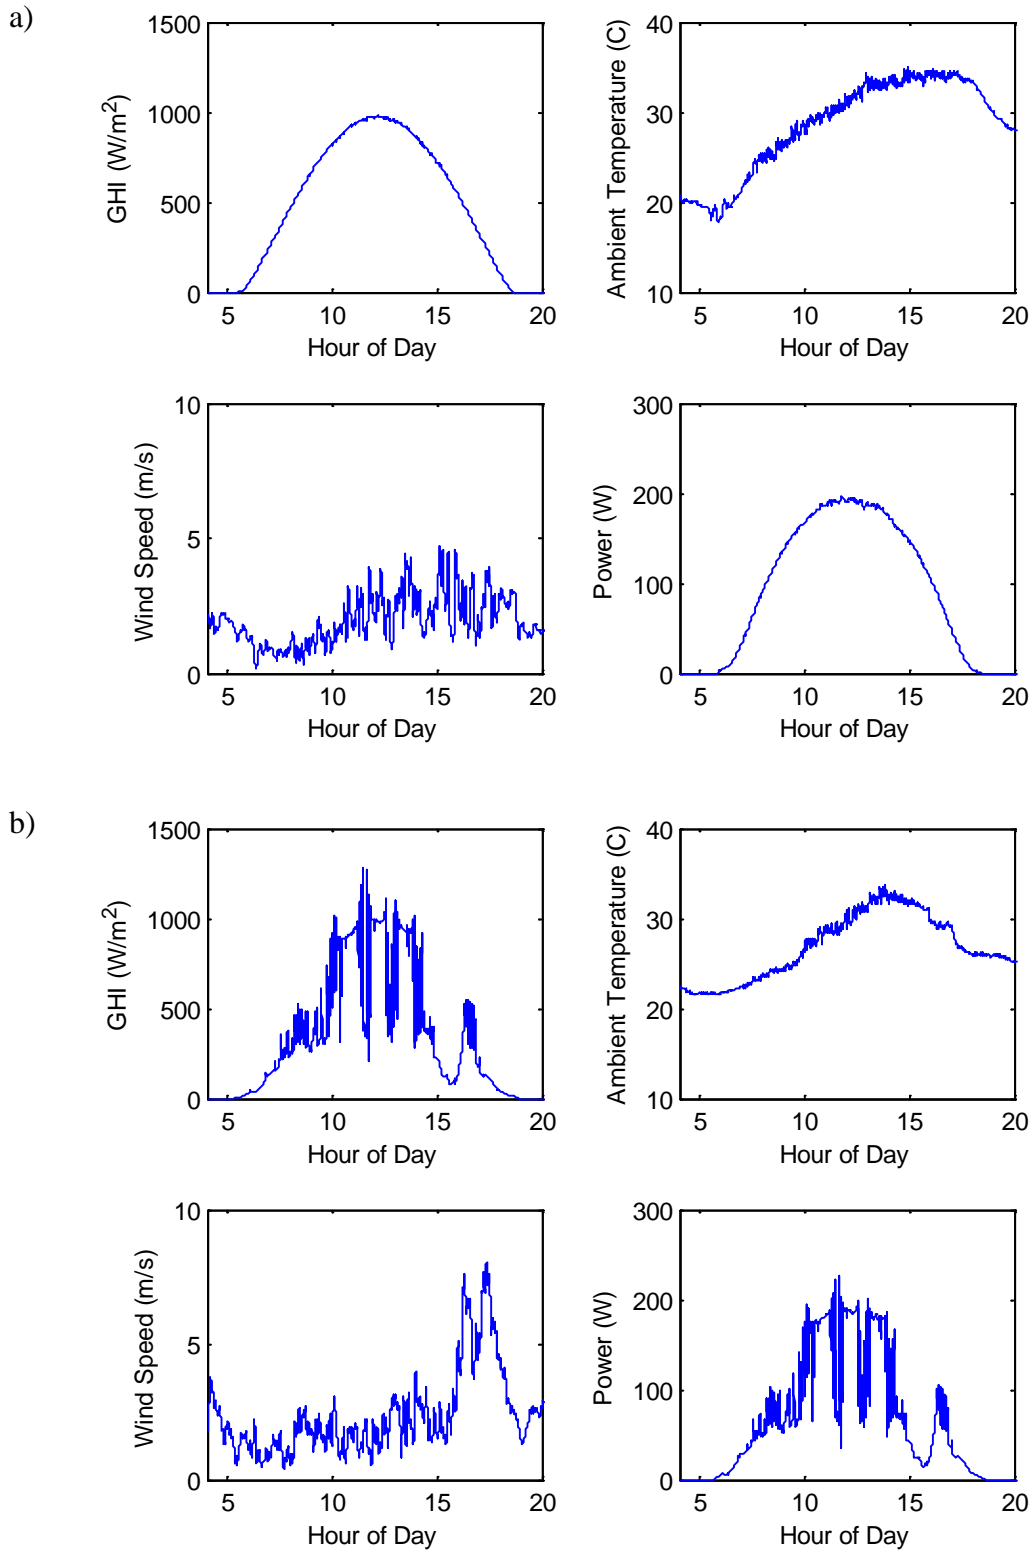 a)
1500
1000
500
0
GHI (W/m2)
5 10 15 20
Hour of Day
40
30
20
10
Ambient Temperature (C)
5 10 15 20
Hour of Day
10
5
0
Wind Speed (m/s)
5 10 15 20
Hour of Day
300
200
100
0
Power (W)
5 10 15 20
Hour of Day
b)
1500
1000
500
0
GHI (W/m2)
5 10 15 20
Hour of Day
40
30
20
10
Ambient Temperature (C)
5 10 15 20
Hour of Day
10
5
0
Wind Speed (m/s)
5 10 15 20
Hour of Day
300
200
100
0
Power (W)
5 10 15 20
Hour of Day